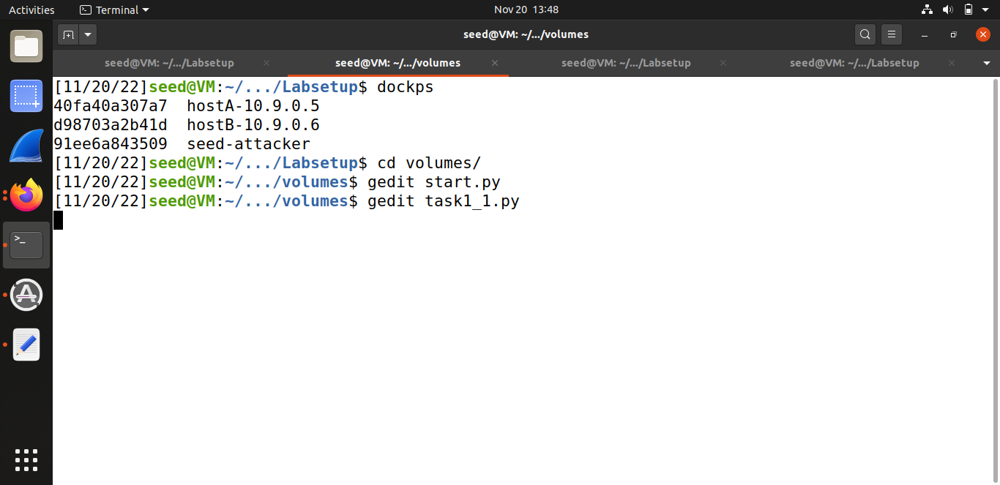 Activities Terminal Nov 20 13:48
seed@VM: ~/.../volumes
seed@VM: ~/.../Labsetup seed@VM: ~/.../volumes seed@VM: ~/.../Labsetup seed@VM: ~/.../Labsetup
[11/20/22]seed@VM:~/.../Labsetup$ dockps
40fa40a307a7  hostA-10.9.0.5
d98703a2b41d  hostB-10.9.0.6
91ee6a843509  seed-attacker
[11/20/22]seed@VM:~/.../Labsetup$ cd volumes/
[11/20/22]seed@VM:~/.../volumes$ gedit start.py
[11/20/22]seed@VM:~/.../volumes$ gedit task1_1.py